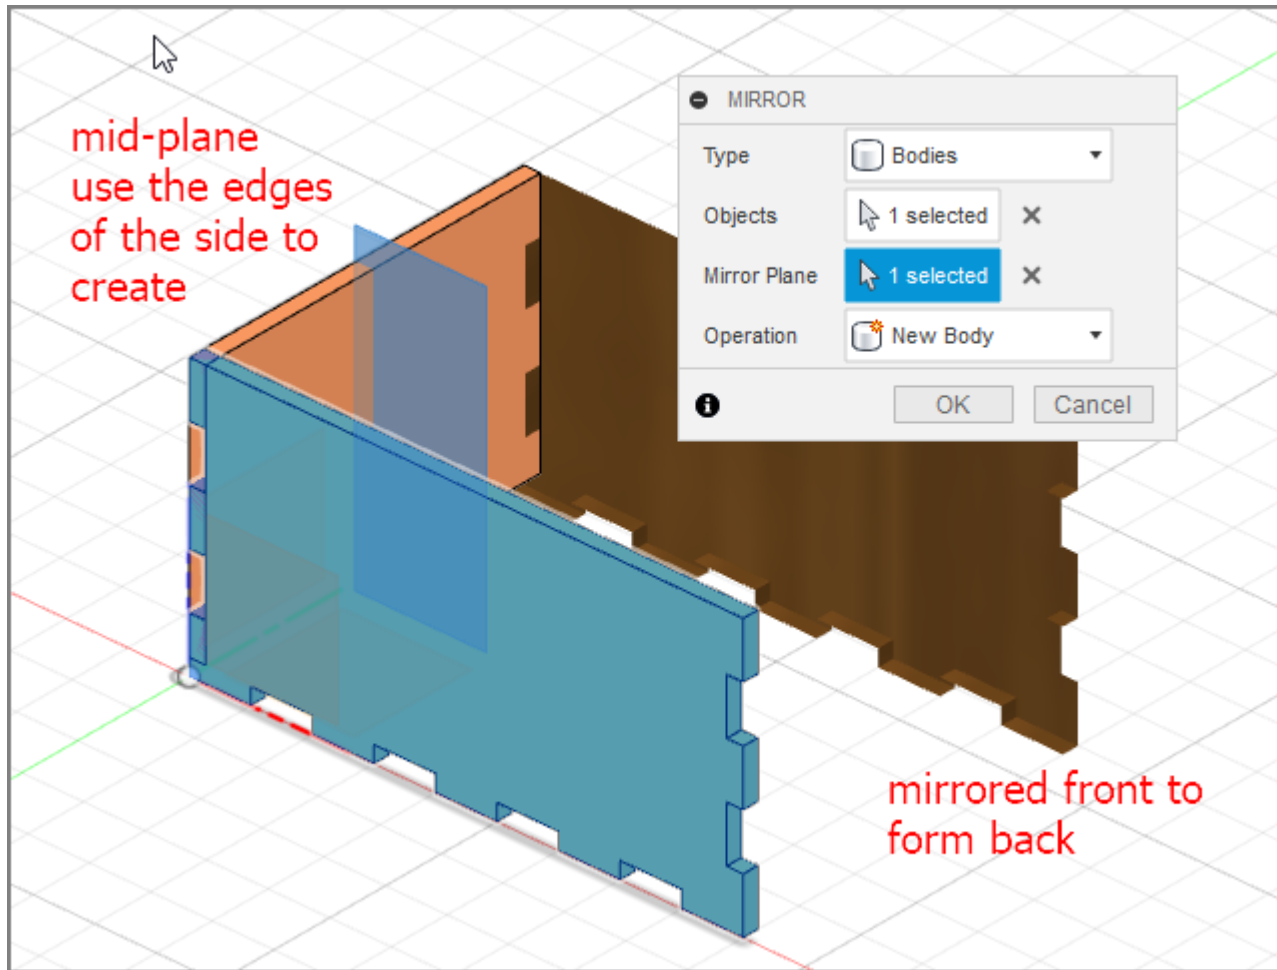 mid-plane
use the edges
of the side to
create
MIRROR
Type
Bodies
Objects
1 selected
Mirror Plane
1 selected
Operation
New Body
OK
Cancel
mirrored front to
form back